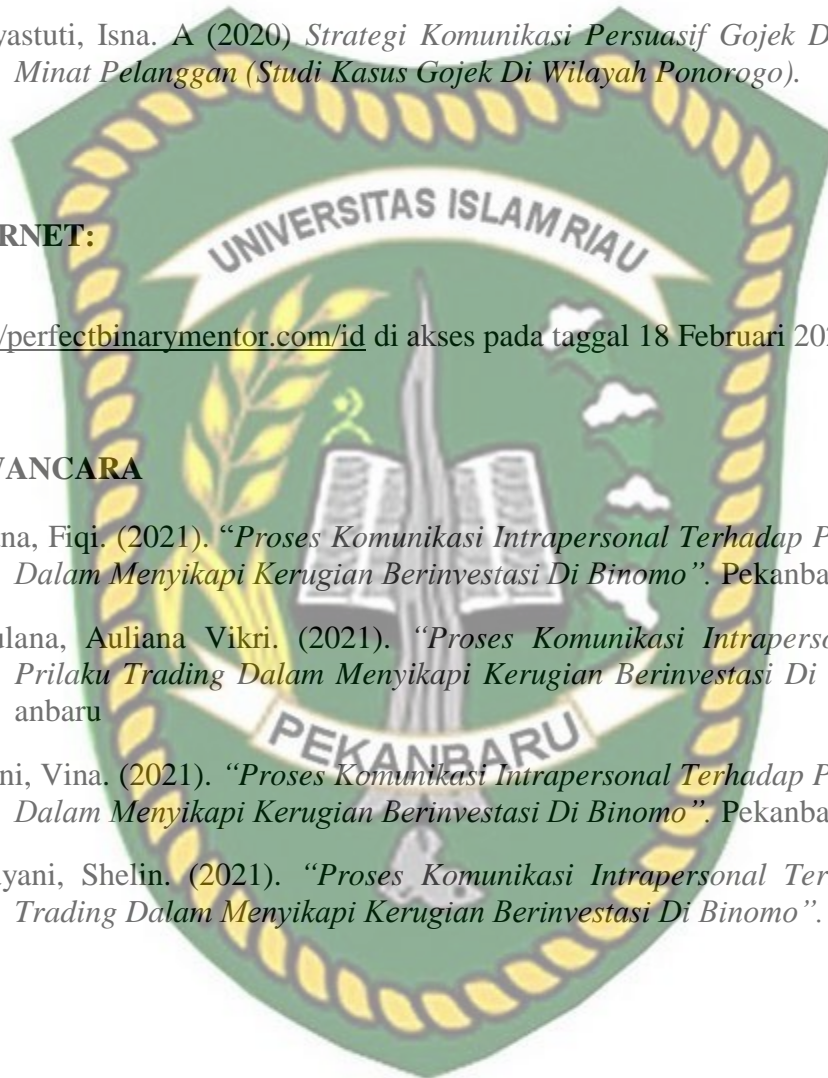 yastuti, Isna. A (2020) Strategi Komunikasi Persuasif Gojek D
Minat Pelanggan (Studi Kasus Gojek Di Wilayah Ponorogo).
UNIVERSITAS ISLAM RIAU
RNET:
/perfectbinarymentor.com/id di akses pada taggal 18 Februari 20
VANCARA
na, Fiqi. (2021). “Proses Komunikasi Intrapersonal Terhadap P
Dalam Menyikapi Kerugian Berinvestasi Di Binomo”. Pekanba
ulana, Auliana Vikri. (2021). “Proses Komunikasi Intraperso
Prilaku Trading Dalam Menyikapi Kerugian Berinvestasi Di
anbaru
PEKANBARU
ni, Vina. (2021). “Proses Komunikasi Intrapersonal Terhadap P
Dalam Menyikapi Kerugian Berinvestasi Di Binomo”. Pekanba
yani, Shelin. (2021). “Proses Komunikasi Intrapersonal Ter
Trading Dalam Menyikapi Kerugian Berinvestasi Di Binomo”.